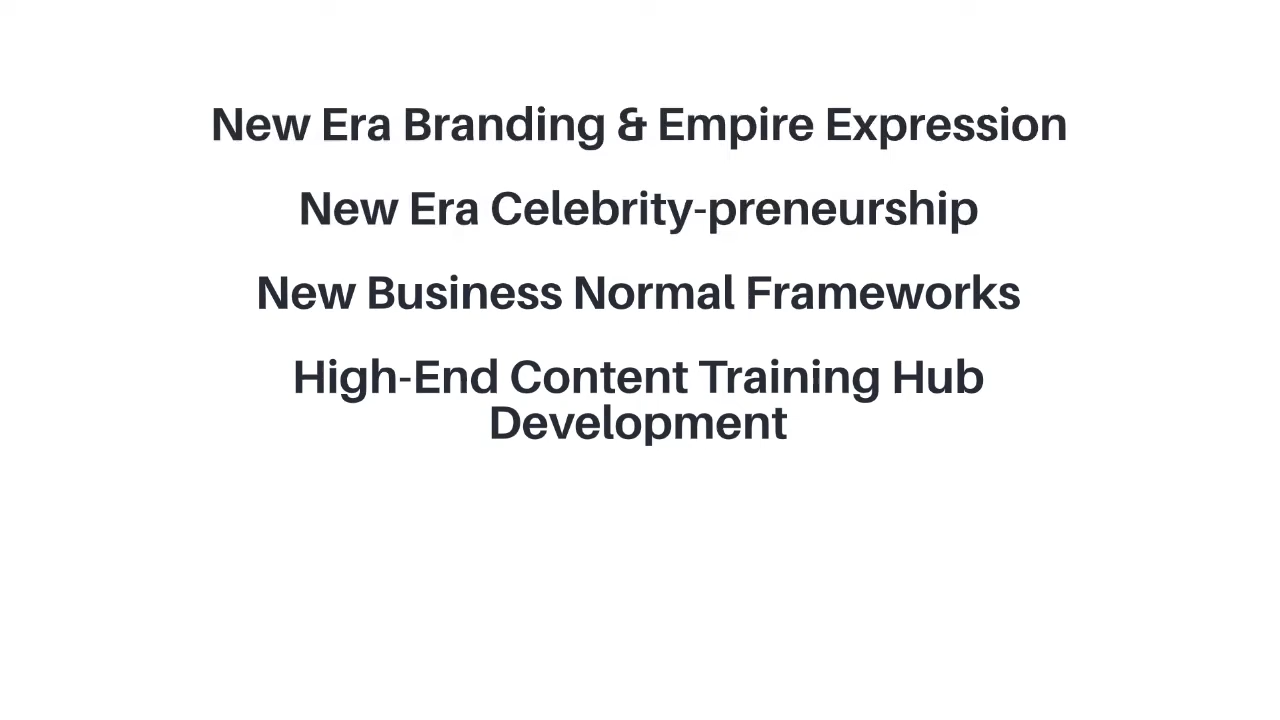 New Era Branding & Empire Expression
New Era Celebrity-preneurship
New Business Normal Frameworks
High-End Content Training Hub
Development